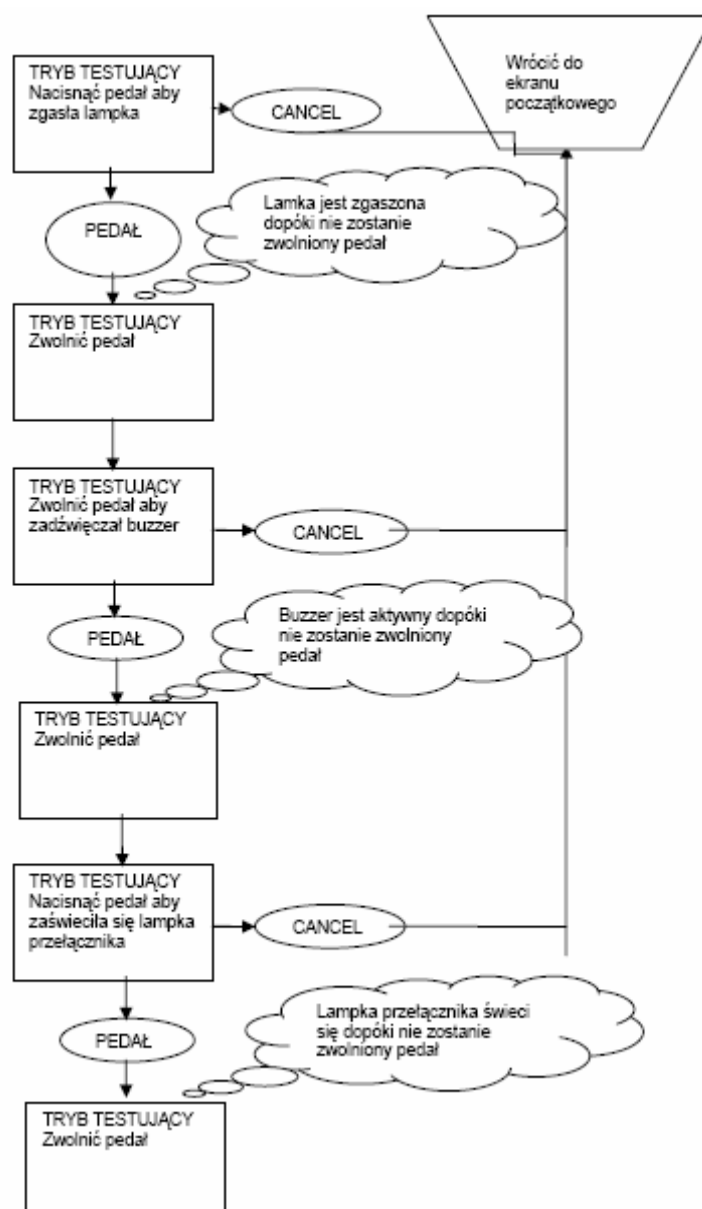 TRYB TESTUJĄCY
Nacisnąć pedał aby
zgasła lampka
CANCEL
Wrócić do
ekranu
początkowego
PEDAŁ
Lamka jest zgaszona
dopóki nie zostanie
zwolniony pedał
TRYB TESTUJĄCY
Zwolnić pedał
TRYB TESTUJĄCY
Zwolnić pedał aby
zadźwięczał buzzer
CANCEL
PEDAŁ
Buzzer jest aktywny dopóki
nie zostanie zwolniony
pedał
TRYB TESTUJĄCY
Zwolnić pedał
TRYB TESTUJĄCY
Nacisnąć pedał aby
zaświeciła się lampka
przełącznika
CANCEL
PEDAŁ
Lampka przełącznika świeci
się dopóki nie zostanie
zwolniony pedał
TRYB TESTUJĄCY
Zwolnić pedał